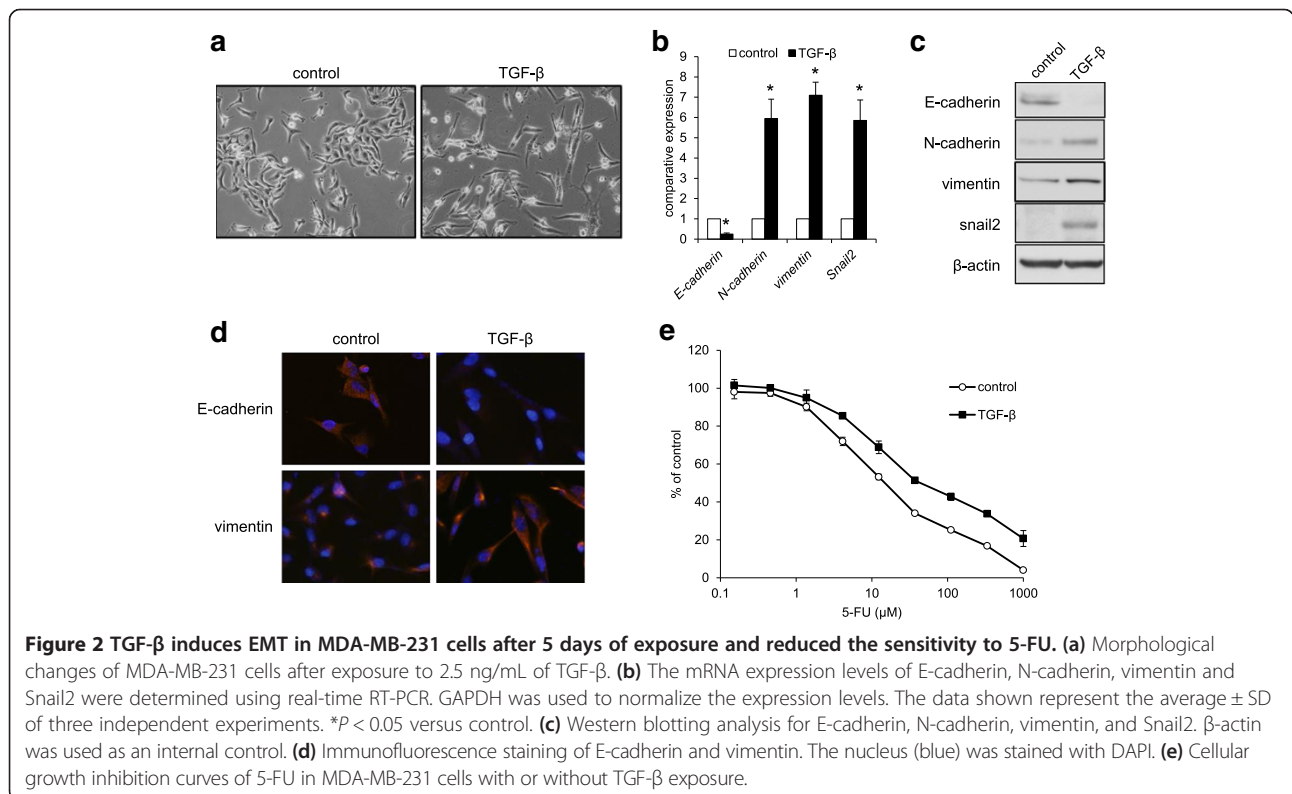 a
control
TGF-β
b
control
TGF-β
comparative expression
9
8
7
6
5
4
3
2
1
0
*
*
*
*
E-cadherin
N-cadherin
vimentin
Snail2
c
control
TGF-β
E-cadherin
N-cadherin
vimentin
snail2
β-actin
d
control
TGF-β
E-cadherin
vimentin
e
% of control
120
100
80
60
40
20
0
0.1
1
10
100
1000
5-FU (µM)
control
TGF-β
Figure 2 TGF-β induces EMT in MDA-MB-231 cells after 5 days of exposure and reduced the sensitivity to 5-FU. (a) Morphological
changes of MDA-MB-231 cells after exposure to 2.5 ng/mL of TGF-β. (b) The mRNA expression levels of E-cadherin, N-cadherin, vimentin and
Snail2 were determined using real-time RT-PCR. GAPDH was used to normalize the expression levels. The data shown represent the average ± SD
of three independent experiments. *P < 0.05 versus control. (c) Western blotting analysis for E-cadherin, N-cadherin, vimentin, and Snail2. β-actin
was used as an internal control. (d) Immunofluorescence staining of E-cadherin and vimentin. The nucleus (blue) was stained with DAPI. (e) Cellular
growth inhibition curves of 5-FU in MDA-MB-231 cells with or without TGF-β exposure.